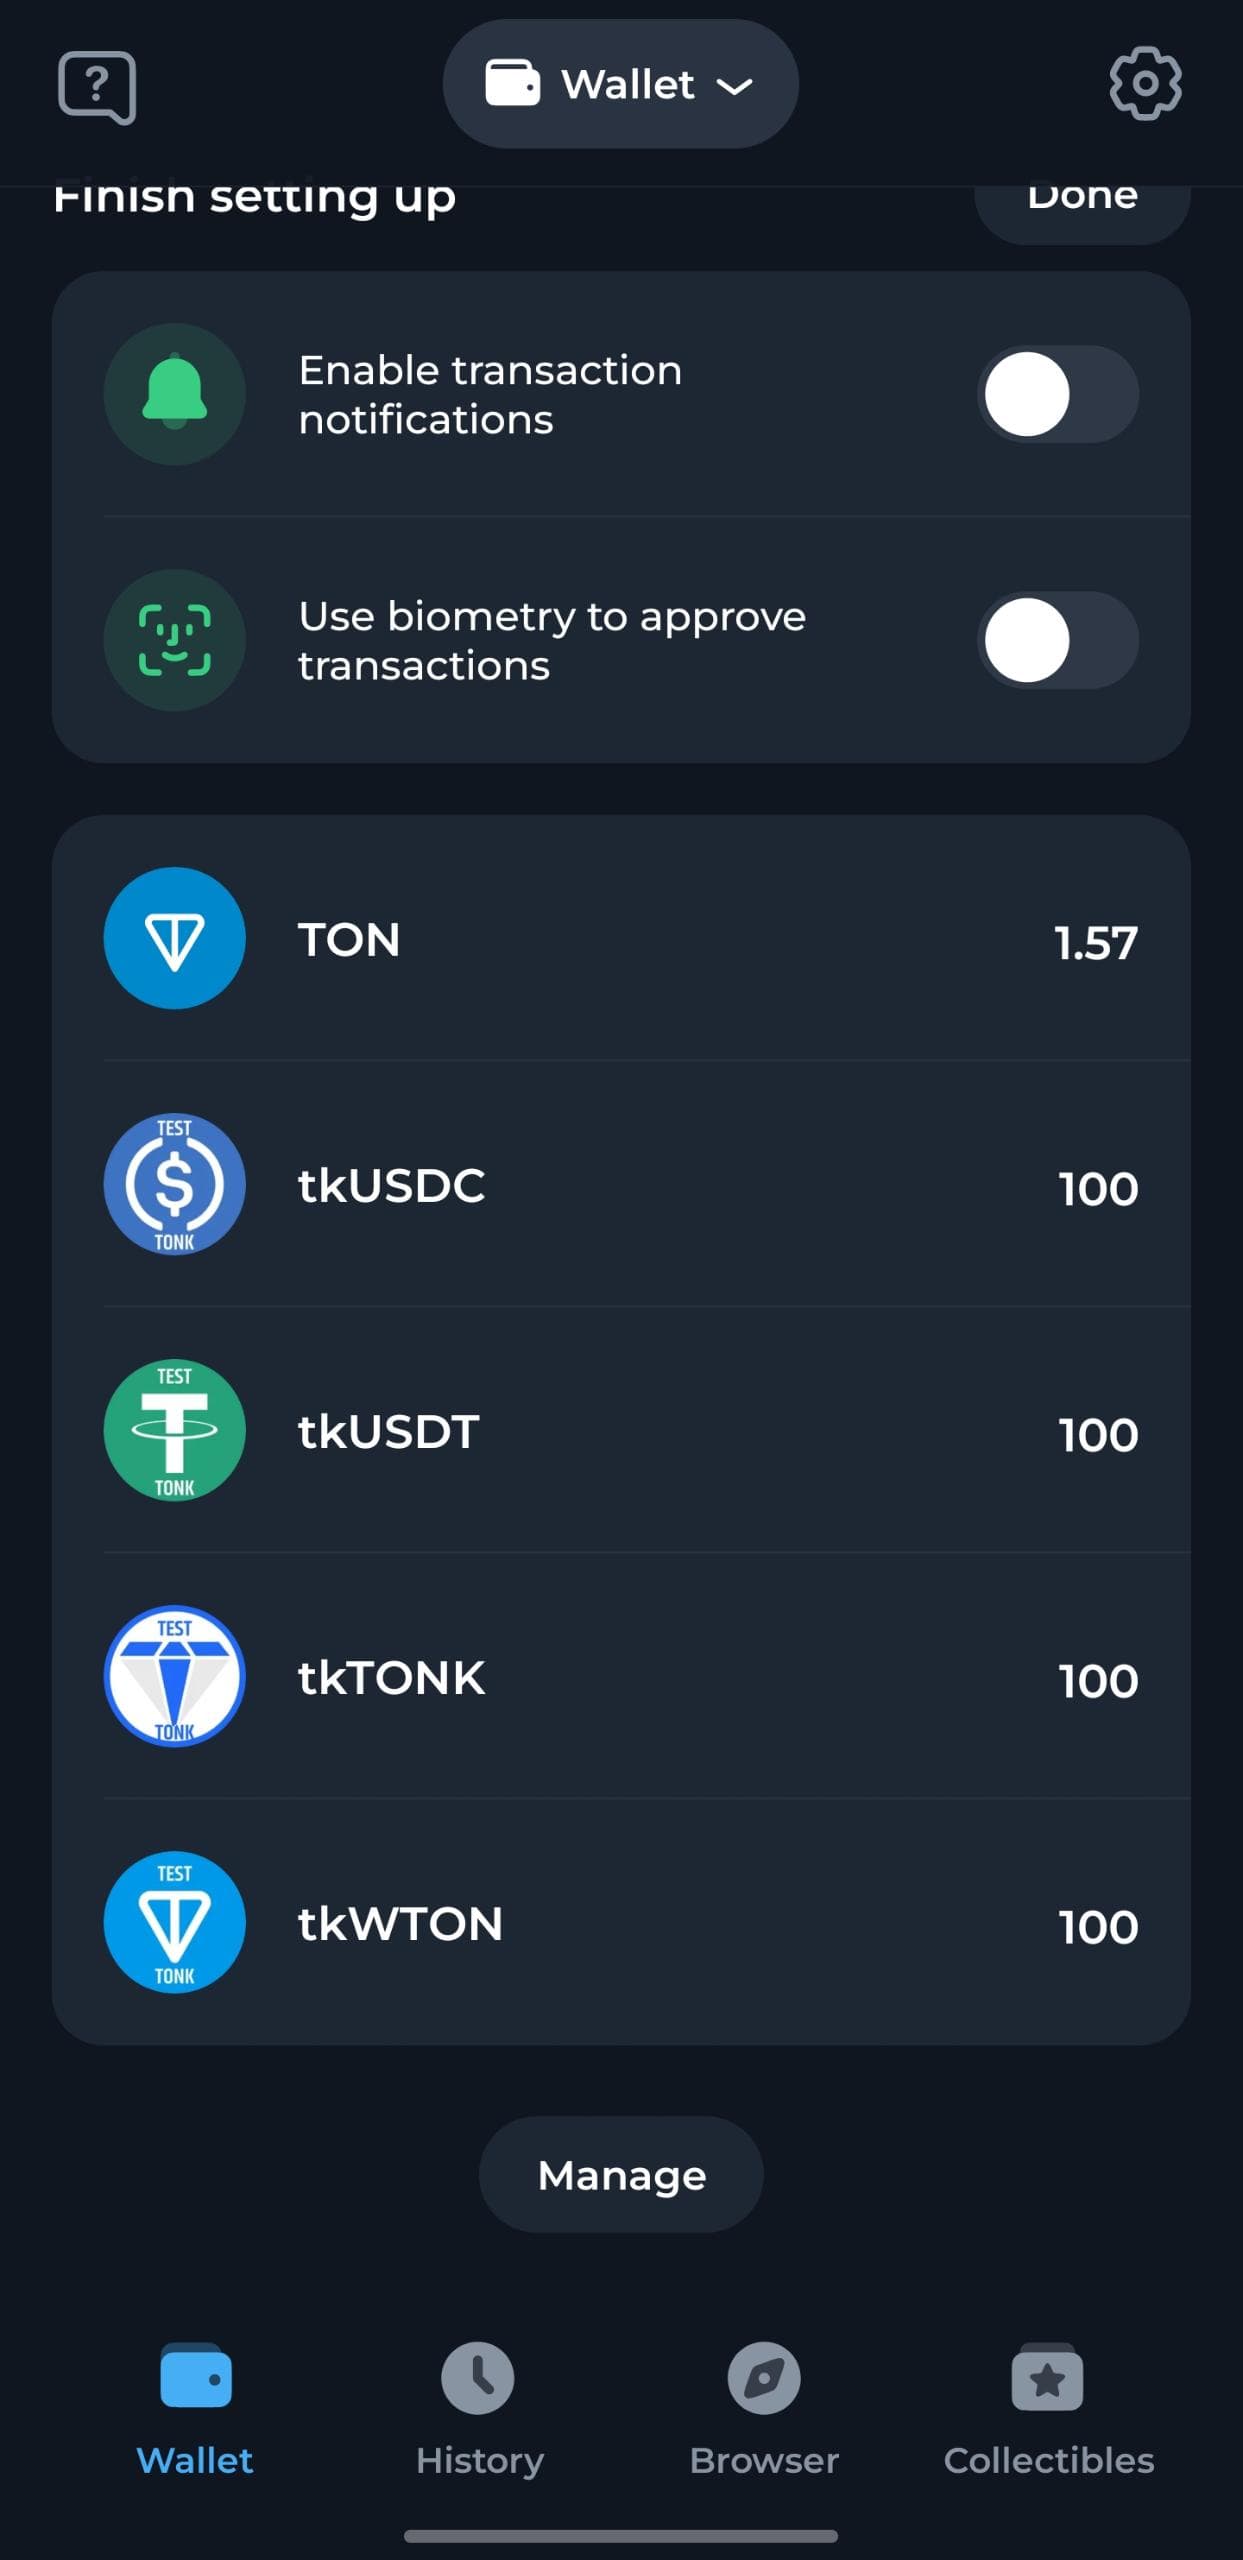 ?
Wallet
Finish setting up
Done
Enable transaction
notifications
Use biometry to approve
transactions
TON
1.57
TEST
$
TONK
tkUSDC
100
TEST
TONK
tkUSDT
100
TEST
TONK
tkTONK
100
TEST
TONK
tkWTON
100
Manage
Wallet
History
Browser
Collectibles